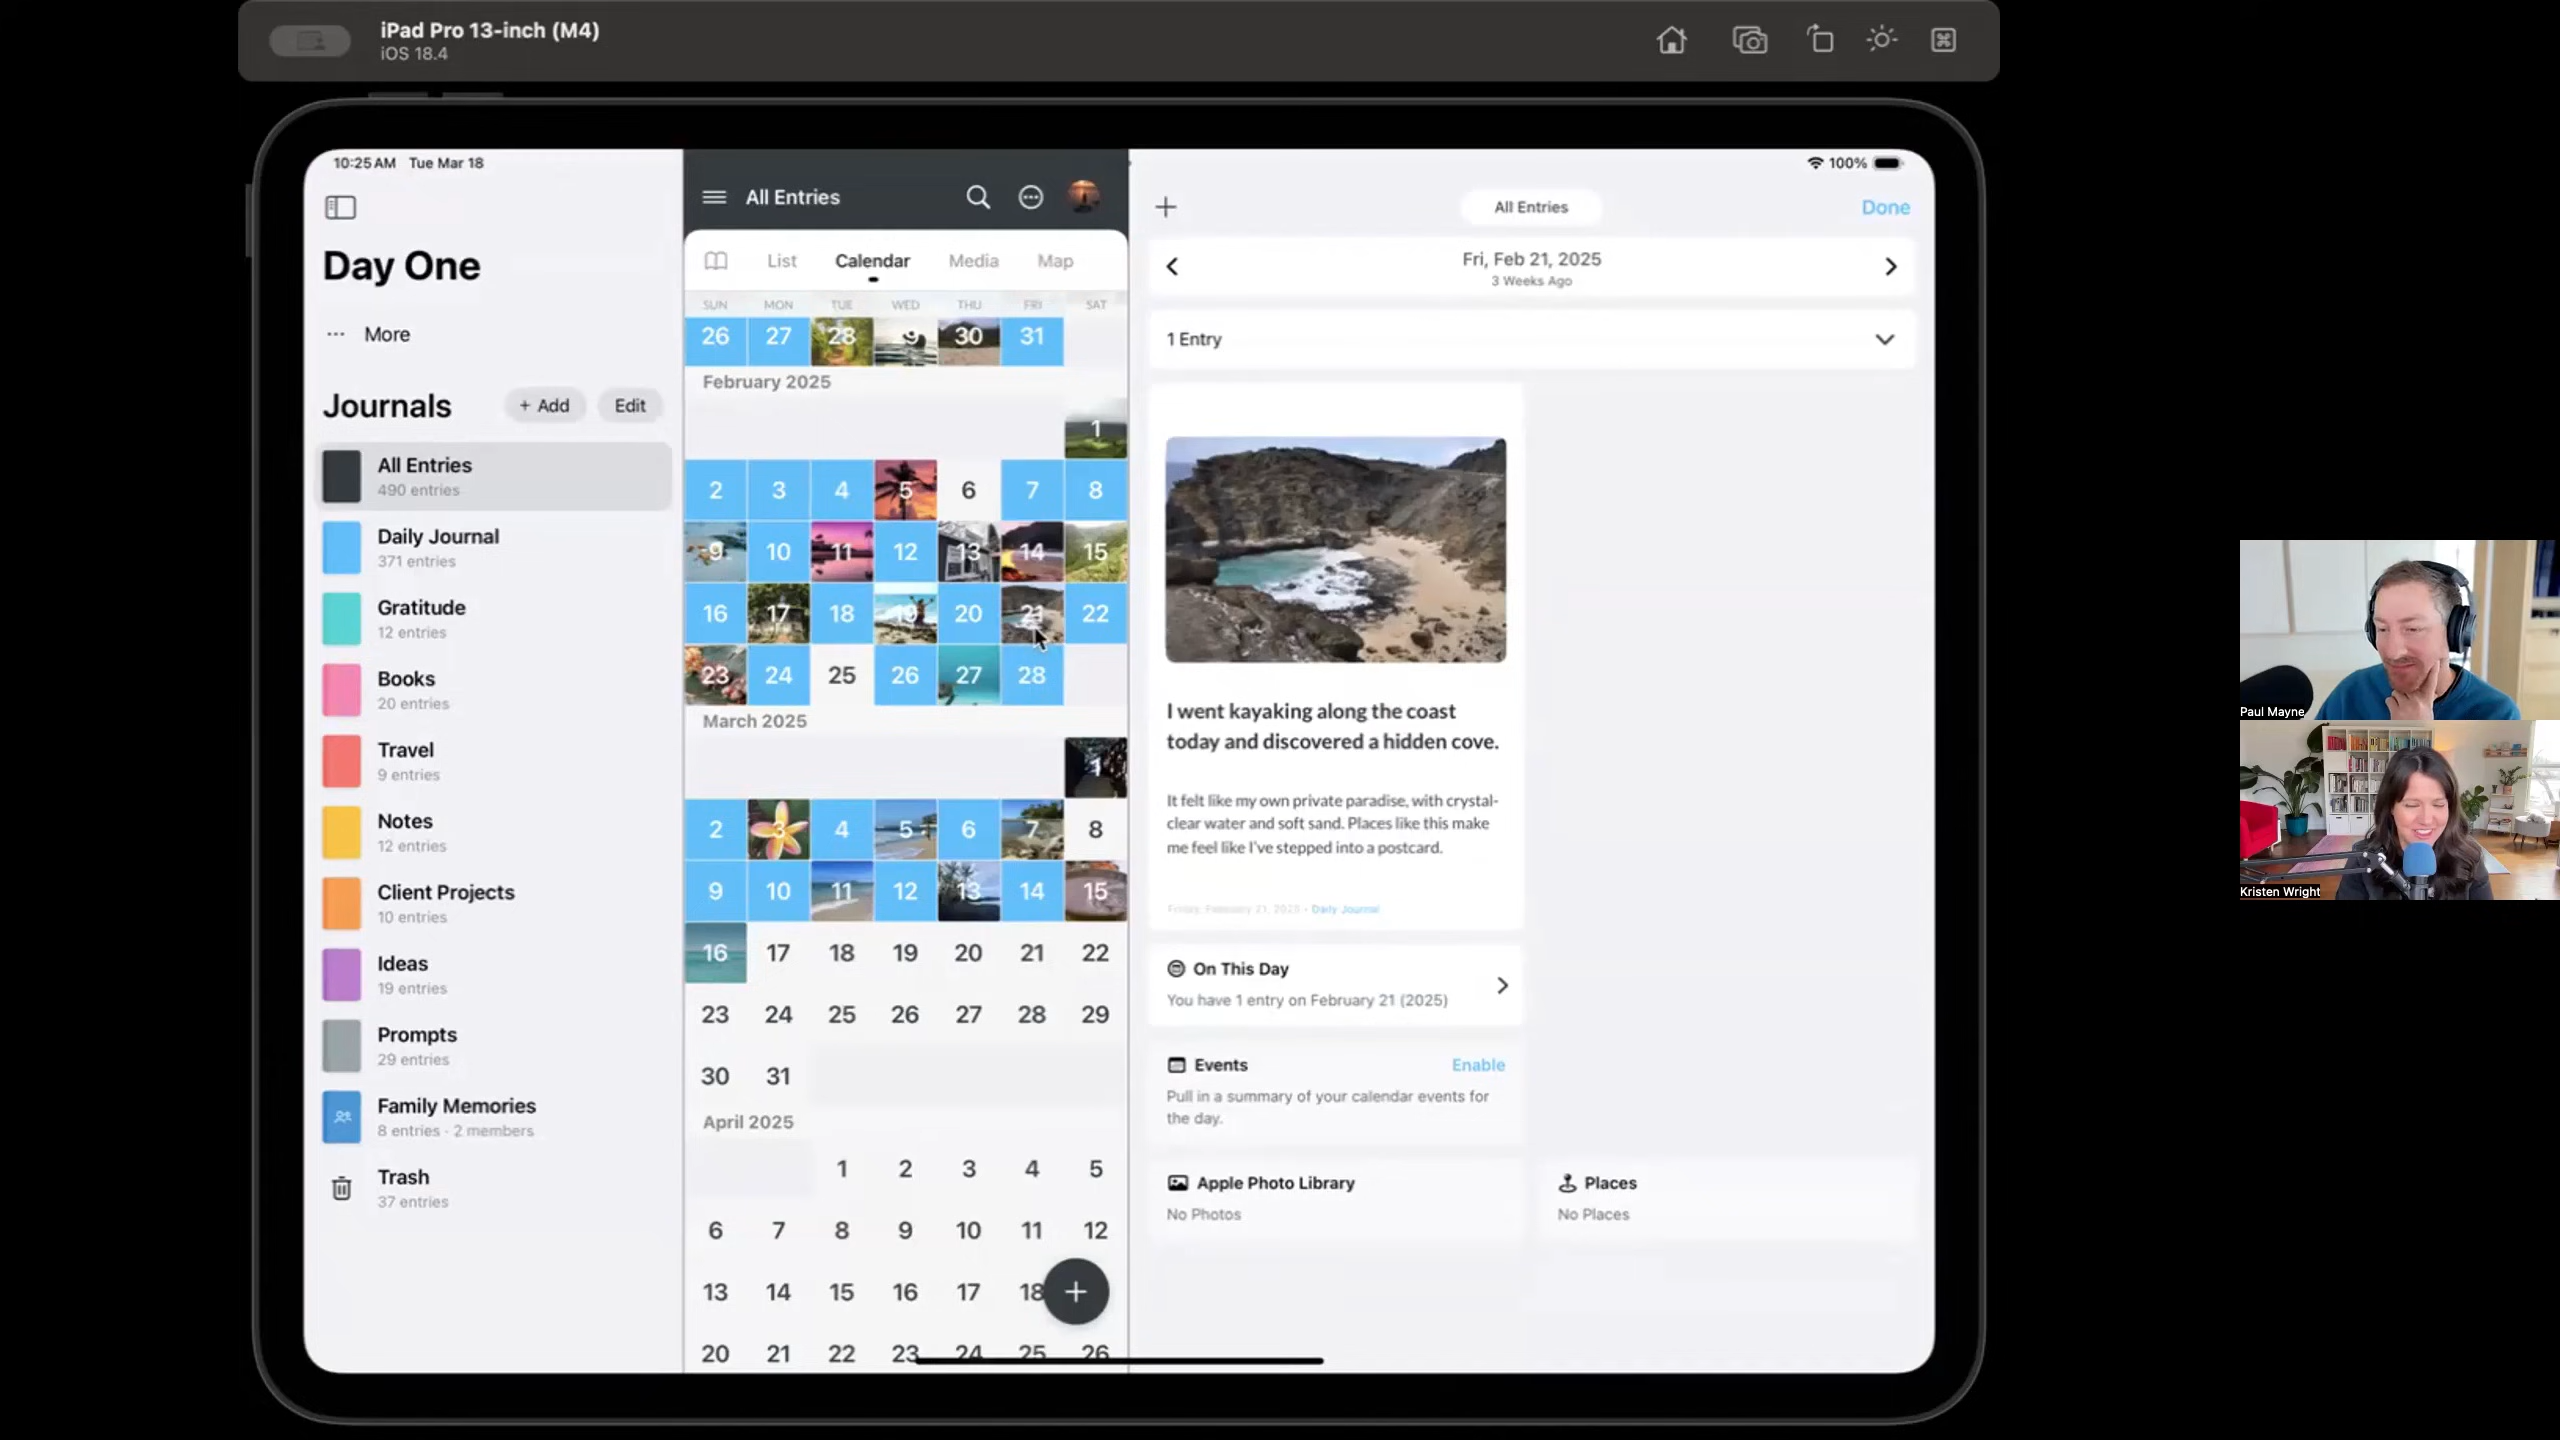 iPad Pro 13-inch (M4)
iOS 18.4
10:25 AM Tue Mar 18
100%
Day One
More
Journals
+ Add
Edit
All Entries
490 entries
Daily Journal
371 entries
Gratitude
12 entries
Books
20 entries
Travel
9 entries
Notes
12 entries
Client Projects
10 entries
Ideas
19 entries
Prompts
29 entries
Family Memories
8 entries · 2 members
Trash
37 entries
All Entries
List Calendar Media Map
SUN MON TUE WED THU FRI SAT
26 27 28 29 30 31
February 2025
1
2 3 4 5 6 7 8
9 10 11 12 13 14 15
16 17 18 19 20 21 22
23 24 25 26 27 28
March 2025
1
2 3 4 5 6 7 8
9 10 11 12 13 14 15
16 17 18 19 20 21 22
23 24 25 26 27 28 29
30 31
April 2025
1 2 3 4 5
6 7 8 9 10 11 12
13 14 15 16 17 18
20 21 22 23 24 25 26
All Entries
Done
Fri, Feb 21, 2025
3 Weeks Ago
1 Entry
I went kayaking along the coast
today and discovered a hidden cove.
It felt like my own private paradise, with crystal-
clear water and soft sand. Places like this make
me feel like I've stepped into a postcard.
Friday, February 21, 2025 · Daily Journal
On This Day
You have 1 entry on February 21 (2025)
Events
Enable
Pull in a summary of your calendar events for
the day.
Apple Photo Library
No Photos
Places
No Places
Paul Mayne
Kristen Wright